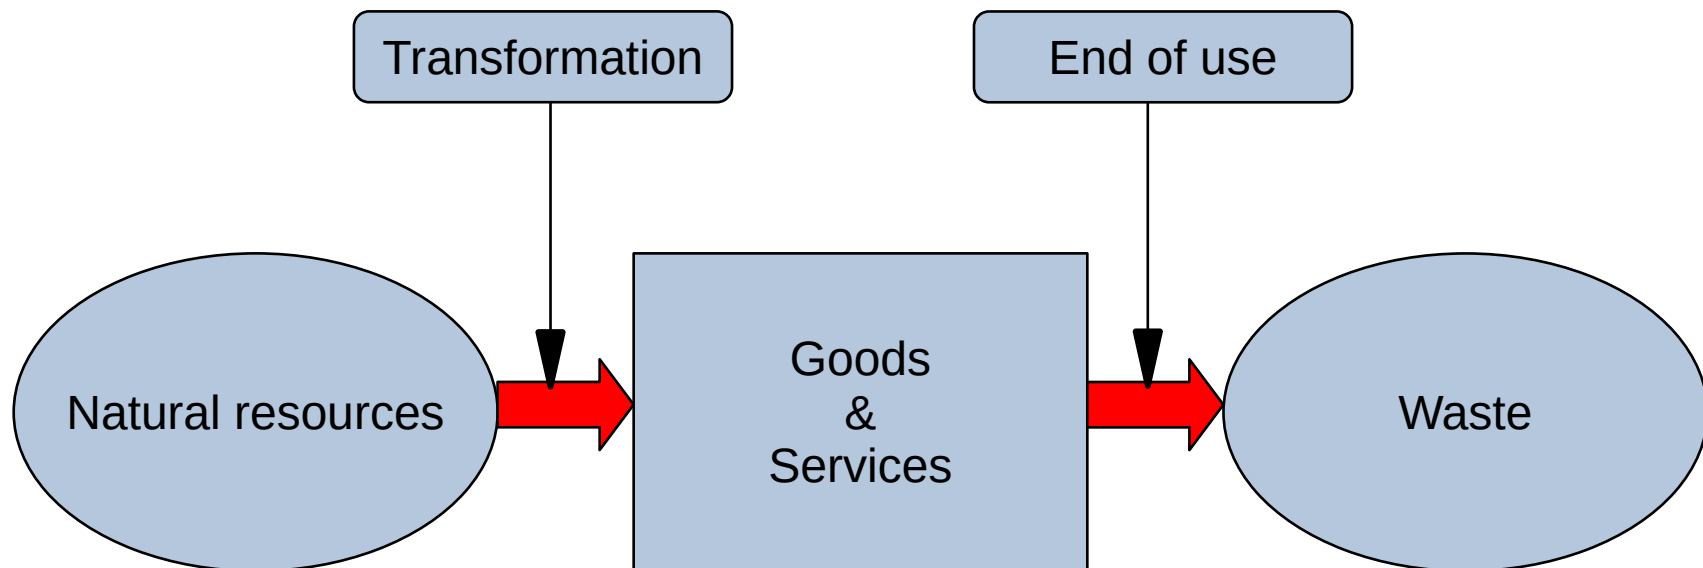 Transformation
End of use
Natural resources
Goods
&
Services
Waste